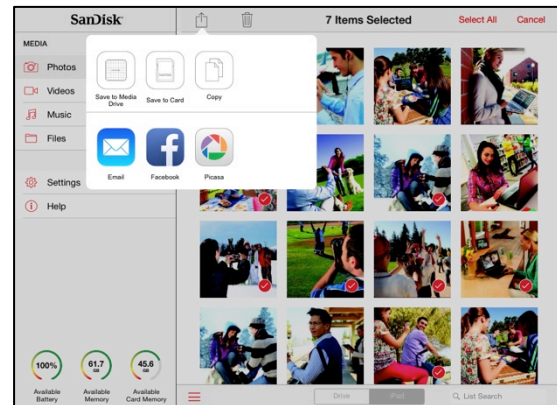 SanDisk
7 Items Selected
Select All
Cancel
MEDIA
Photos
Videos
Music
Files
Settings
Help
Save to Media
Drive
Save to Card
Copy
Email
Facebook
Picasa
100%
61.7
GB
45.6
GB
Available
Battery
Available
Memory
Available
Card Memory
Drive
iPad
List Search